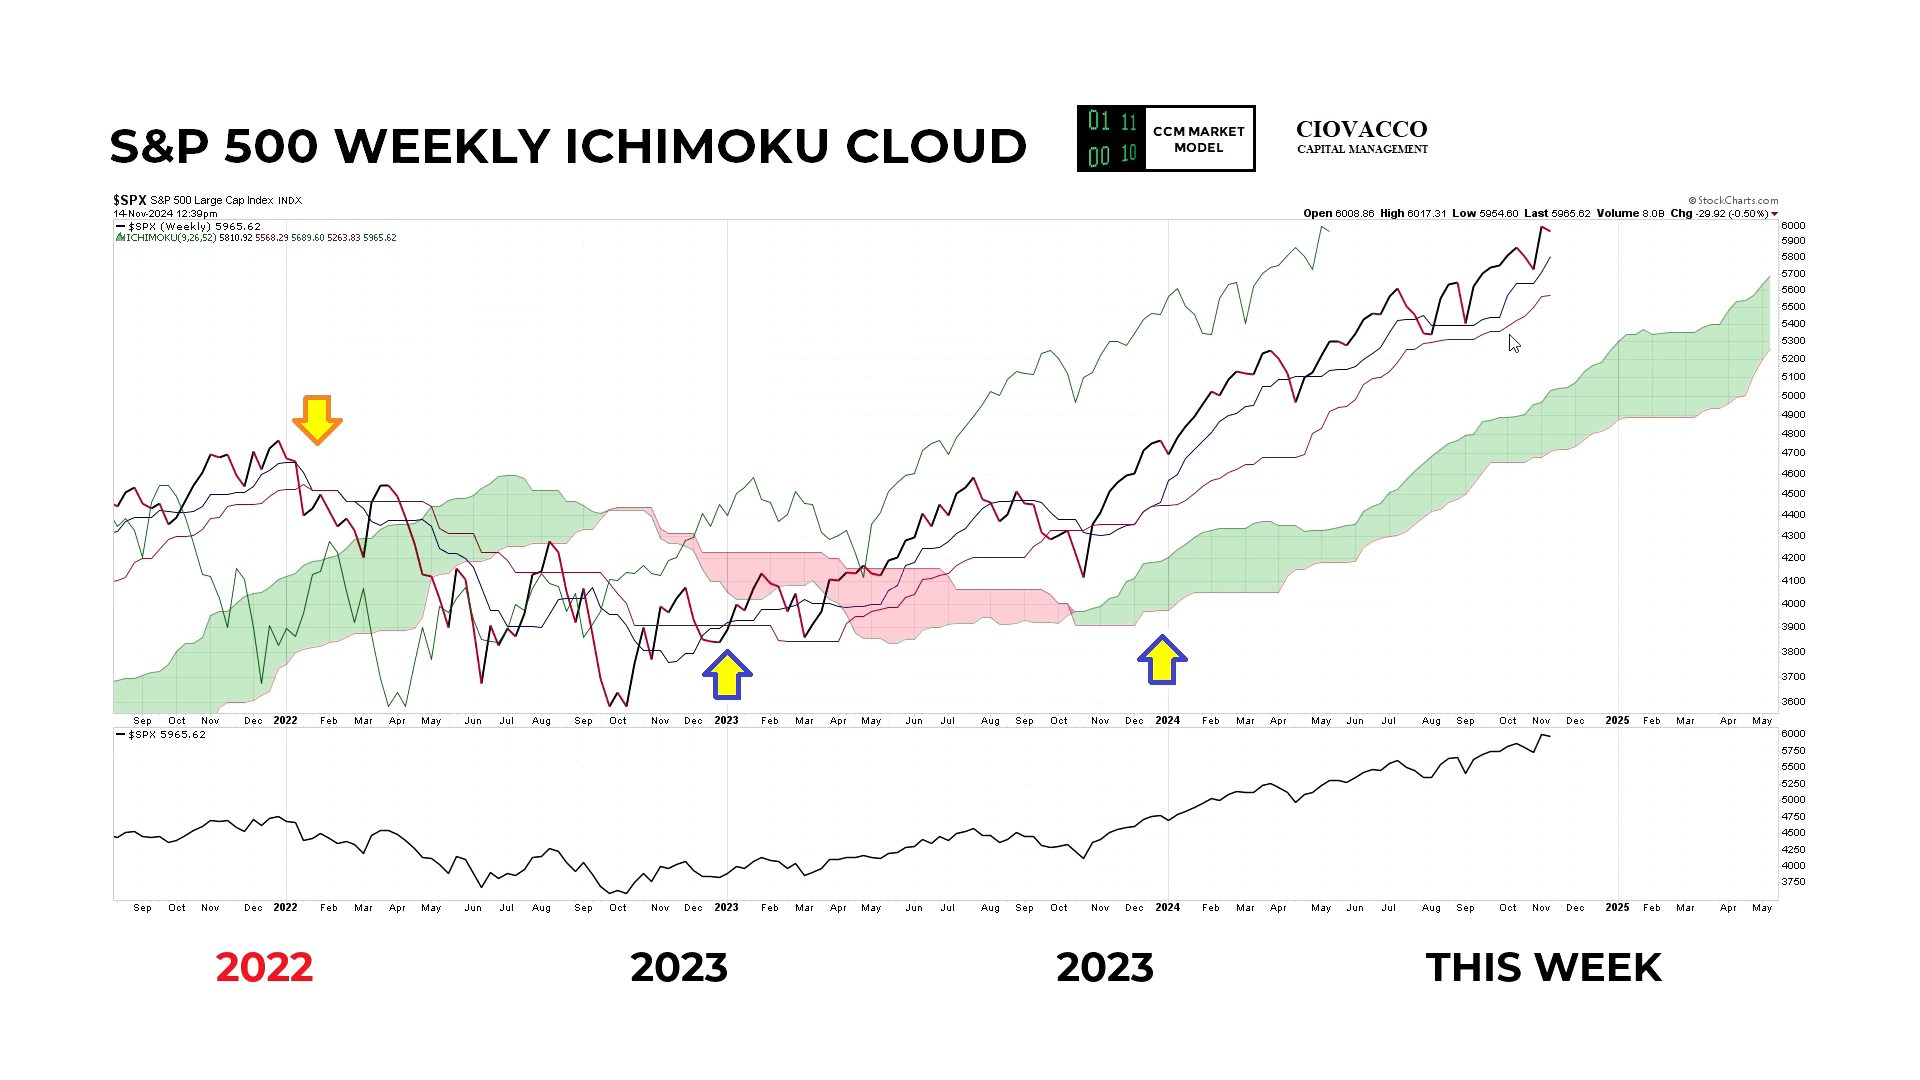 S&P 500 WEEKLY ICHIMOKU CLOUD
01 11
00 10
CCM MARKET
MODEL
CIOVACCO
CAPITAL MANAGEMENT
$SPX S&P 500 Large Cap Index INDX
© StockCharts.com
14-Nov-2024 12:39pm
Open 6008.86 High 6017.31 Low 5954.60 Last 5965.62 Volume 8.0B Chg -29.92 (-0.50%)
$SPX (Weekly) 5965.62
ICHIMOKU(9,26,52) 5810.92 5568.29 5689.60 5263.83 5965.62
6000
5900
5800
5700
5600
5500
5400
5300
5200
5100
5000
4900
4800
4700
4600
4500
4400
4300
4200
4100
4000
3900
3800
3700
3600
Sep Oct Nov Dec 2022 Feb Mar Apr May Jun Jul Aug Sep Oct Nov Dec 2023 Feb Mar Apr May Jun Jul Aug Sep Oct Nov Dec 2024 Feb Mar Apr May Jun Jul Aug Sep Oct Nov Dec 2025 Feb Mar Apr May
$SPX 5965.62
6000
5750
5500
5250
5000
4750
4500
4250
4000
3750
Sep Oct Nov Dec 2022 Feb Mar Apr May Jun Jul Aug Sep Oct Nov Dec 2023 Feb Mar Apr May Jun Jul Aug Sep Oct Nov Dec 2024 Feb Mar Apr May Jun Jul Aug Sep Oct Nov Dec 2025 Feb Mar Apr May
2022 2023 2023 THIS WEEK